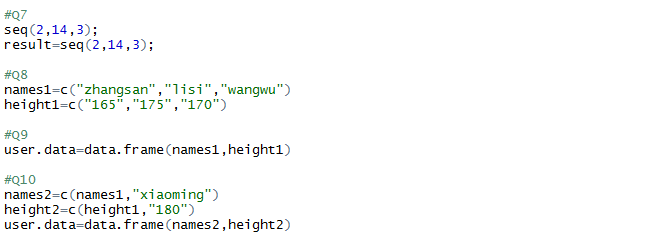 #Q7
seq(2,14,3);
result=seq(2,14,3);
#Q8
names1=c("zhangsan","lisi","wangwu")
height1=c("165","175","170")
#Q9
user.data=data.frame(names1,height1)
#Q10
names2=c(names1,"xiaoming")
height2=c(height1,"180")
user.data=data.frame(names2,height2)